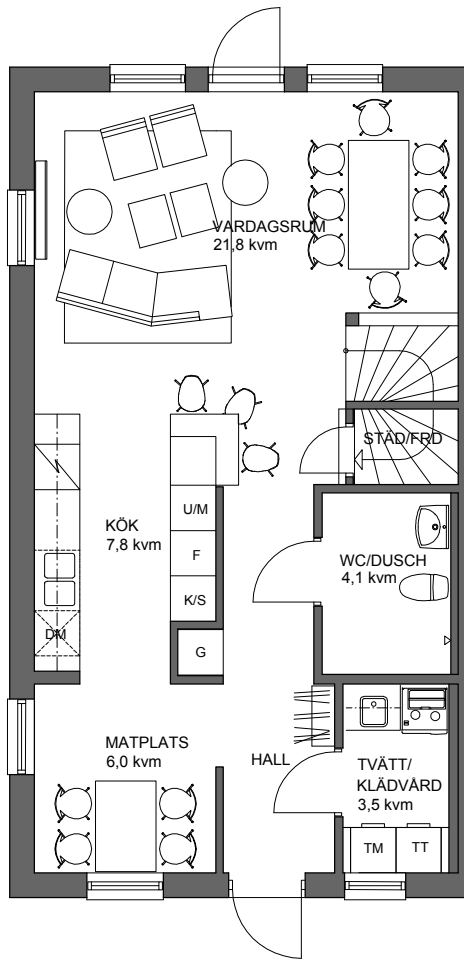 VARDAGSRUM
21,8 kvm
STÄD/FRD
U/M
KÖK
7,8 kvm
F
WC/DUSCH
4,1 kvm
K/S
DM
G
MATPLATS
6,0 kvm
HALL
TVÄTT/
KLÄDVÅRD
3,5 kvm
TM
TT